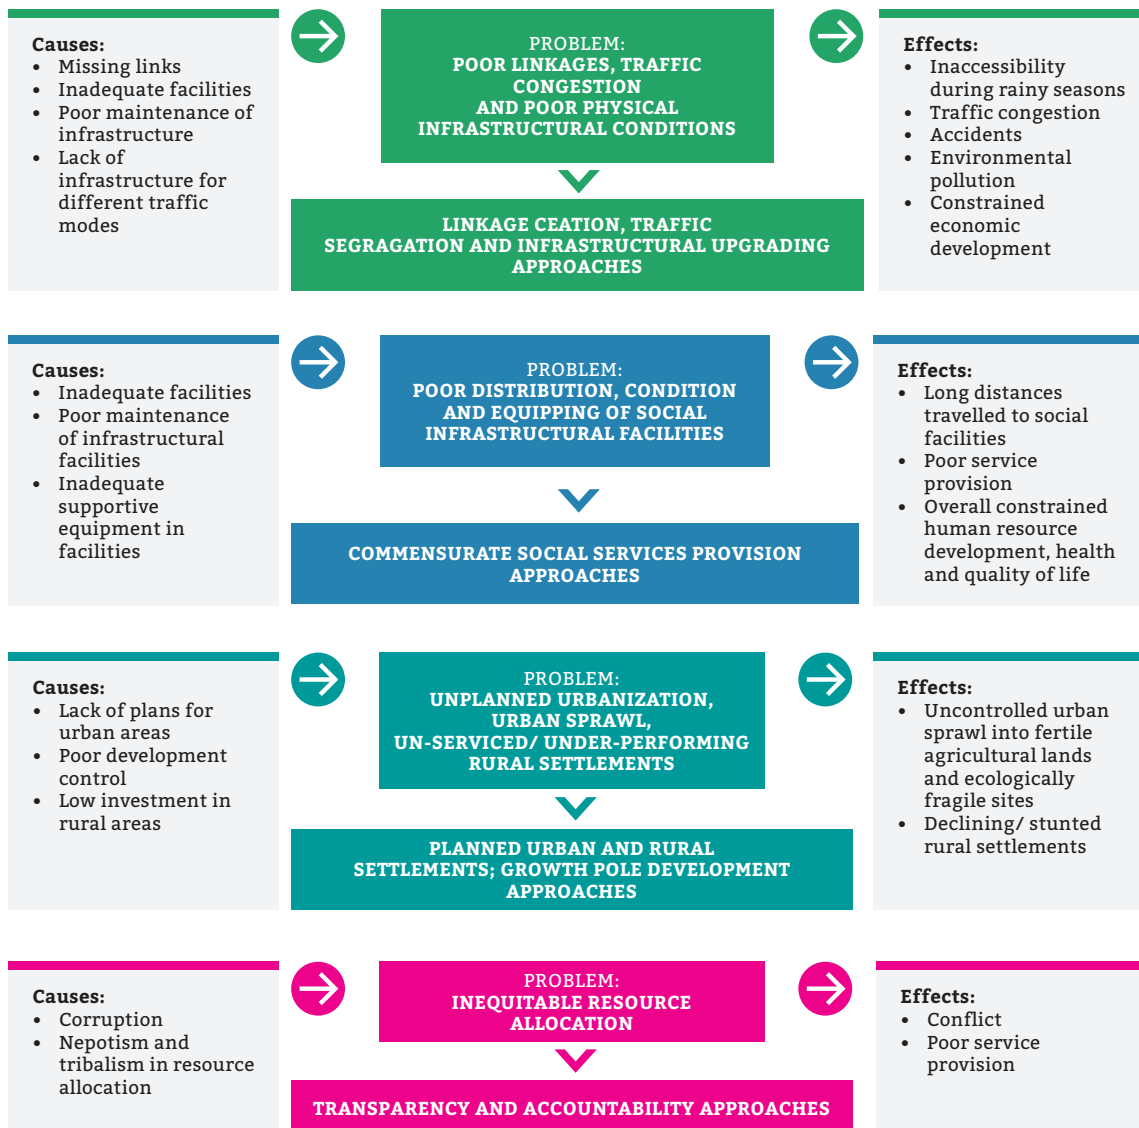 Causes:
• Missing links
• Inadequate facilities
• Poor maintenance of
infrastructure
• Lack of
infrastructure for
different traffic
modes
PROBLEM:
POOR LINKAGES, TRAFFIC
CONGESTION
AND POOR PHYSICAL
INFRASTRUCTURAL CONDITIONS
LINKAGE CEATION, TRAFFIC
SEGRAGATION AND INFRASTRUCTURAL UPGRADING
APPROACHES
Effects:
• Inaccessibility
during rainy seasons
• Traffic congestion
• Accidents
• Environmental
pollution
• Constrained
economic
development
Causes:
• Inadequate facilities
• Poor maintenance
of infrastructural
facilities
• Inadequate
supportive
equipment in
facilities
PROBLEM:
POOR DISTRIBUTION, CONDITION
AND EQUIPPING OF SOCIAL
INFRASTRUCTURAL FACILITIES
COMMENSURATE SOCIAL SERVICES PROVISION
APPROACHES
Effects:
• Long distances
travelled to social
facilities
• Poor service
provision
• Overall constrained
human resource
development, health
and quality of life
Causes:
• Lack of plans for
urban areas
• Poor development
control
• Low investment in
rural areas
PROBLEM:
UNPLANNED URBANIZATION,
URBAN SPRAWL,
UN-SERVICED/ UNDER-PERFORMING
RURAL SETTLEMENTS
PLANNED URBAN AND RURAL
SETTLEMENTS; GROWTH POLE DEVELOPMENT
APPROACHES
Effects:
• Uncontrolled urban
sprawl into fertile
agricultural lands
and ecologically
fragile sites
• Declining/ stunted
rural settlements
Causes:
• Corruption
• Nepotism and
tribalism in resource
allocation
PROBLEM:
INEQUITABLE RESOURCE
ALLOCATION
TRANSPARENCY AND ACCOUNTABILITY APPROACHES
Effects:
• Conflict
• Poor service
provision